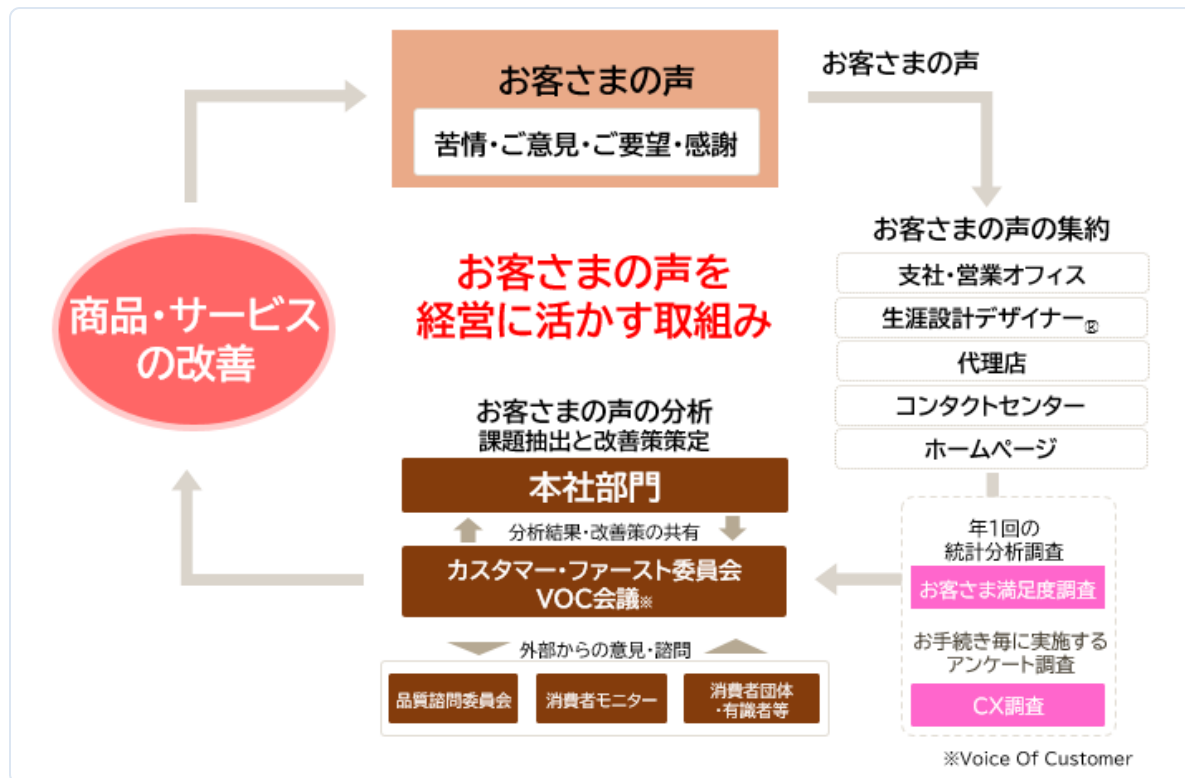 お客さまの声
苦情・ご意見・ご要望・感謝
お客さまの声
お客さまの声の集約
支社・営業オフィス
生涯設計デザイナー®
代理店
コンタクトセンター
ホームページ
お客さまの声を
経営に活かす取組み
商品・サービス
の改善
お客さまの声の分析
課題抽出と改善策策定
本社部門
分析結果・改善策の共有
カスタマー・ファースト委員会
VOC会議※
外部からの意見・諮問
品質諮問委員会
消費者モニター
消費者団体
・有識者等
年1回の
統計分析調査
お客さま満足度調査
お手続き毎に実施する
アンケート調査
CX調査
※Voice Of Customer